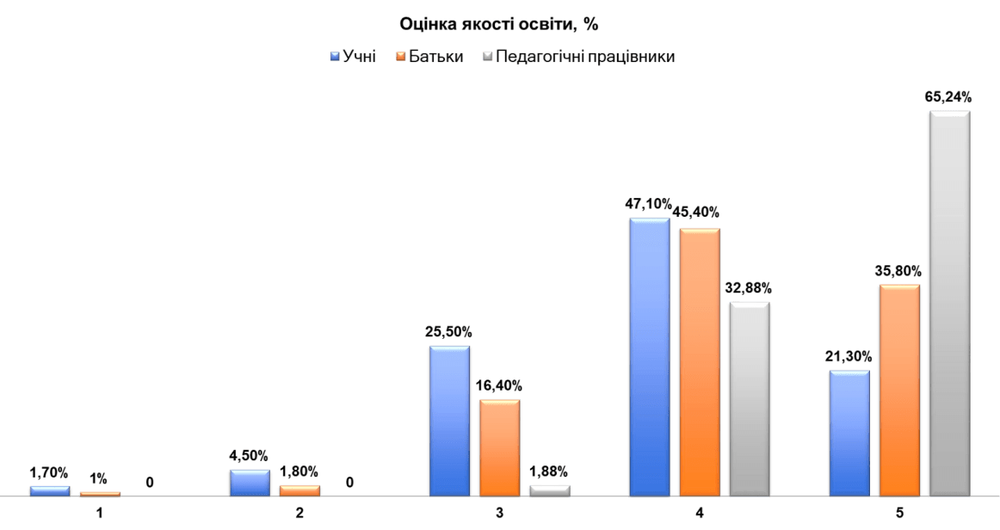 Оцінка якості освіти, %
Учні Батьки Педагогічні працівники
1,70% 1% 0
4,50% 1,80% 0
25,50% 16,40% 1,88%
47,10% 45,40% 32,88%
21,30% 35,80% 65,24%
1 2 3 4 5